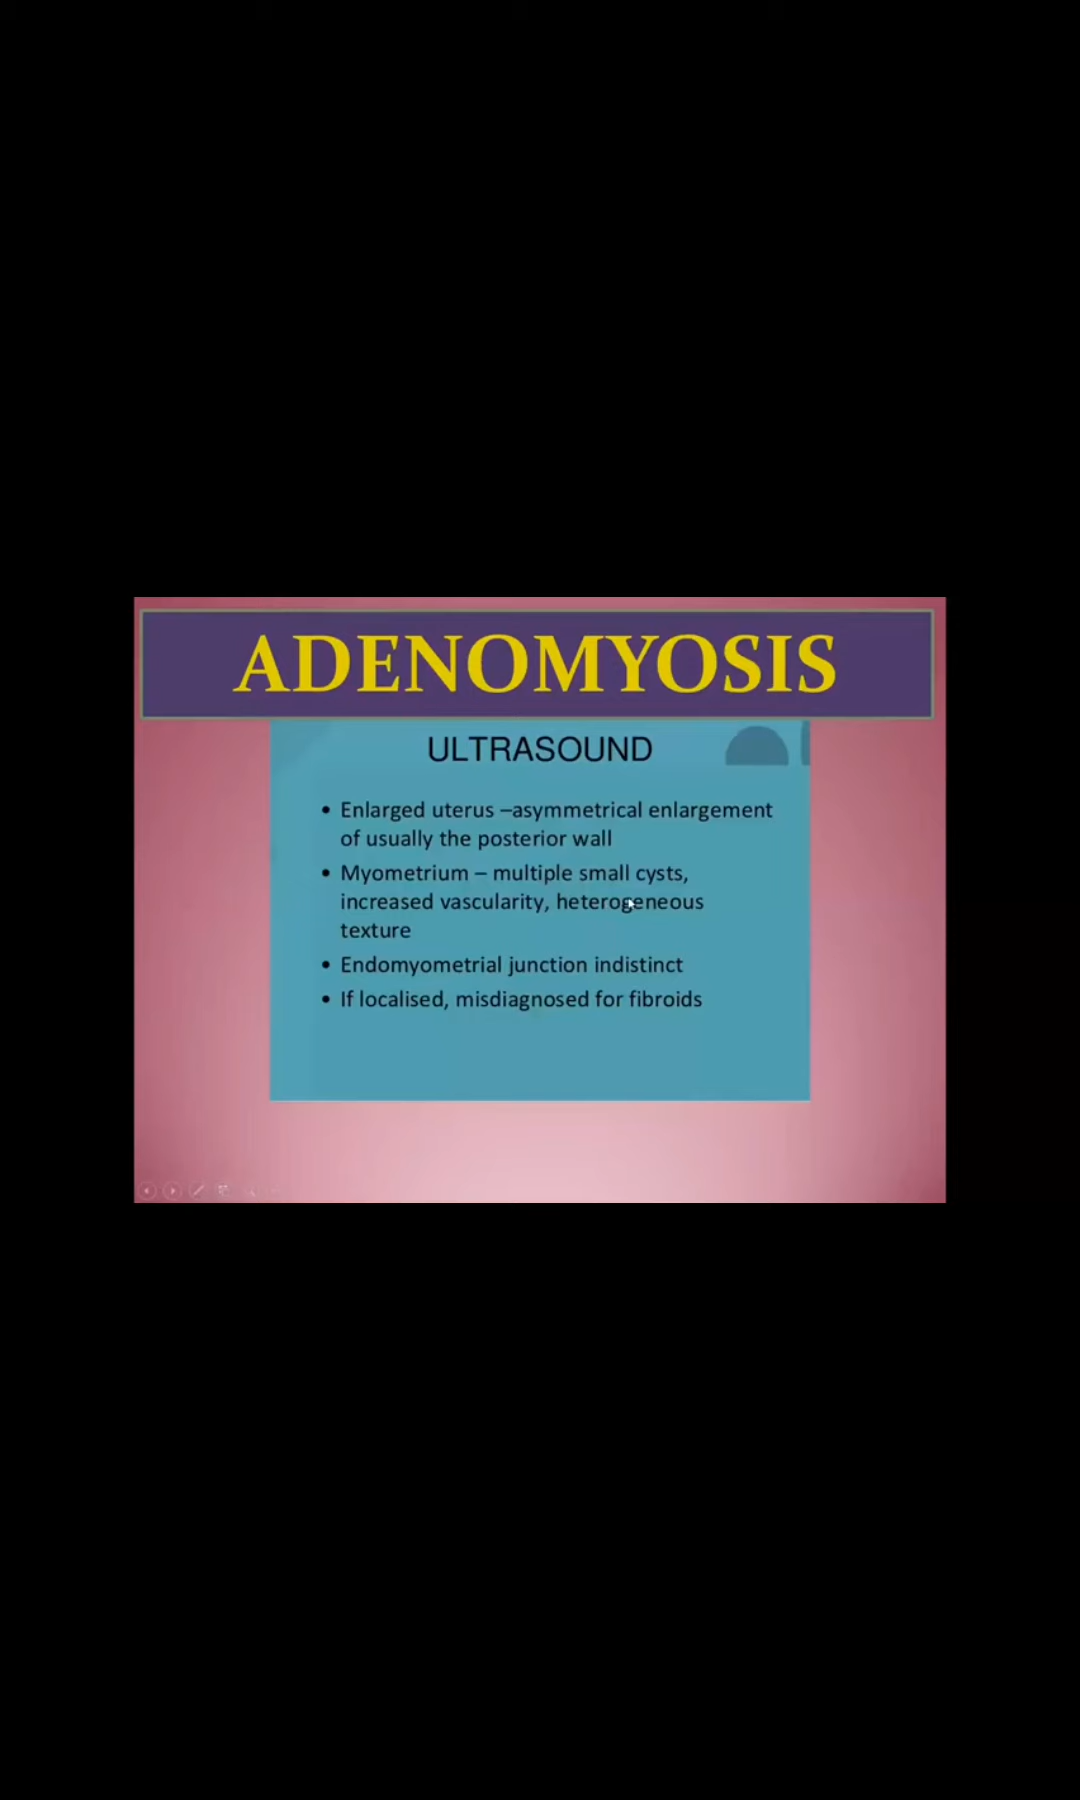 ADENOMYOSIS
ULTRASOUND
• Enlarged uterus –asymmetrical enlargement
of usually the posterior wall
• Myometrium – multiple small cysts,
increased vascularity, heterogeneous
texture
• Endomyometrial junction indistinct
• If localised, misdiagnosed for fibroids